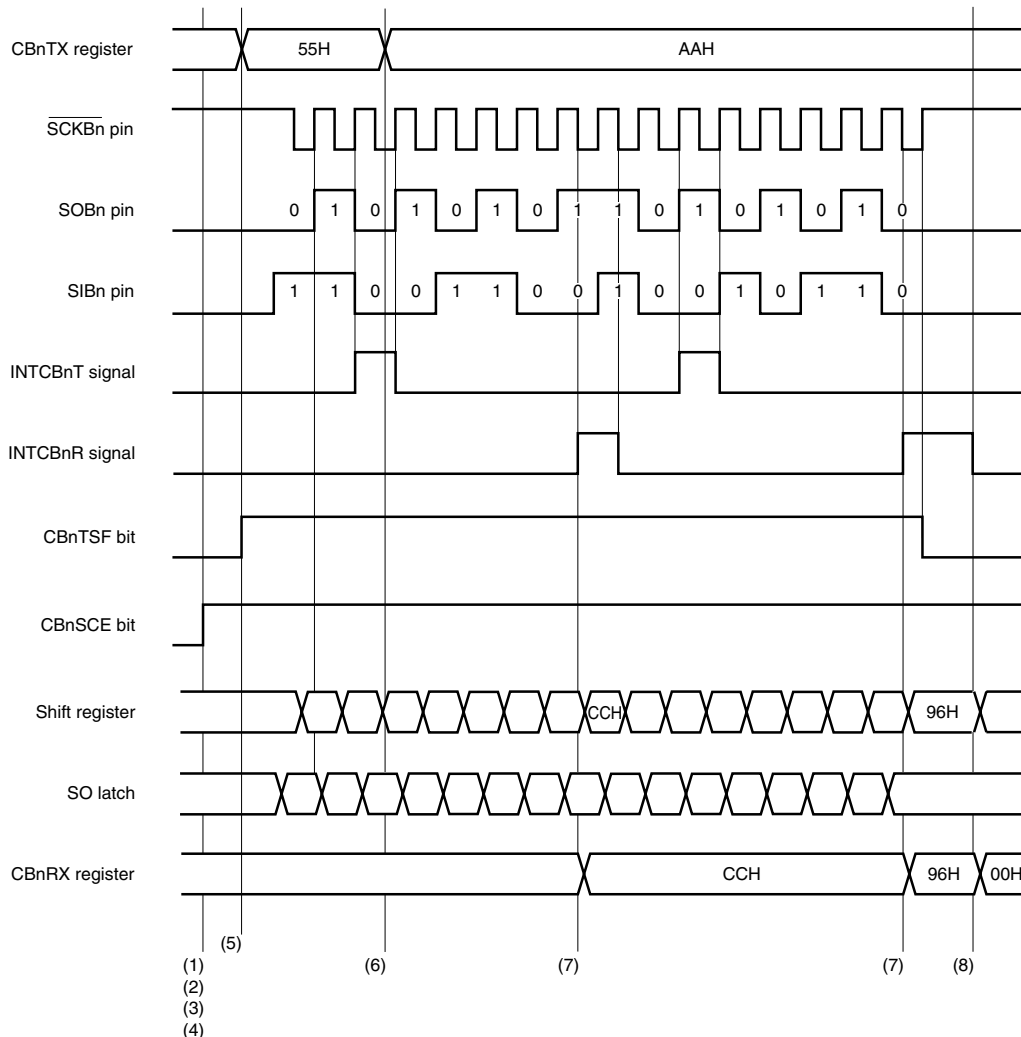 CBnTX register 55H AAH
SCKBn pin
SOBn pin 0 1 0 1 0 1 0 1 1 0 1 0 1 0 1 0
SIBn pin 1 1 0 0 1 1 0 0 1 0 0 1 0 1 1 0
INTCBnT signal
INTCBnR signal
CBnTSF bit
CBnSCE bit
Shift register CCH 96H
SO latch
CBnRX register CCH 96H 00H
(5)
(1) (6) (7) (7) (8)
(2)
(3)
(4)